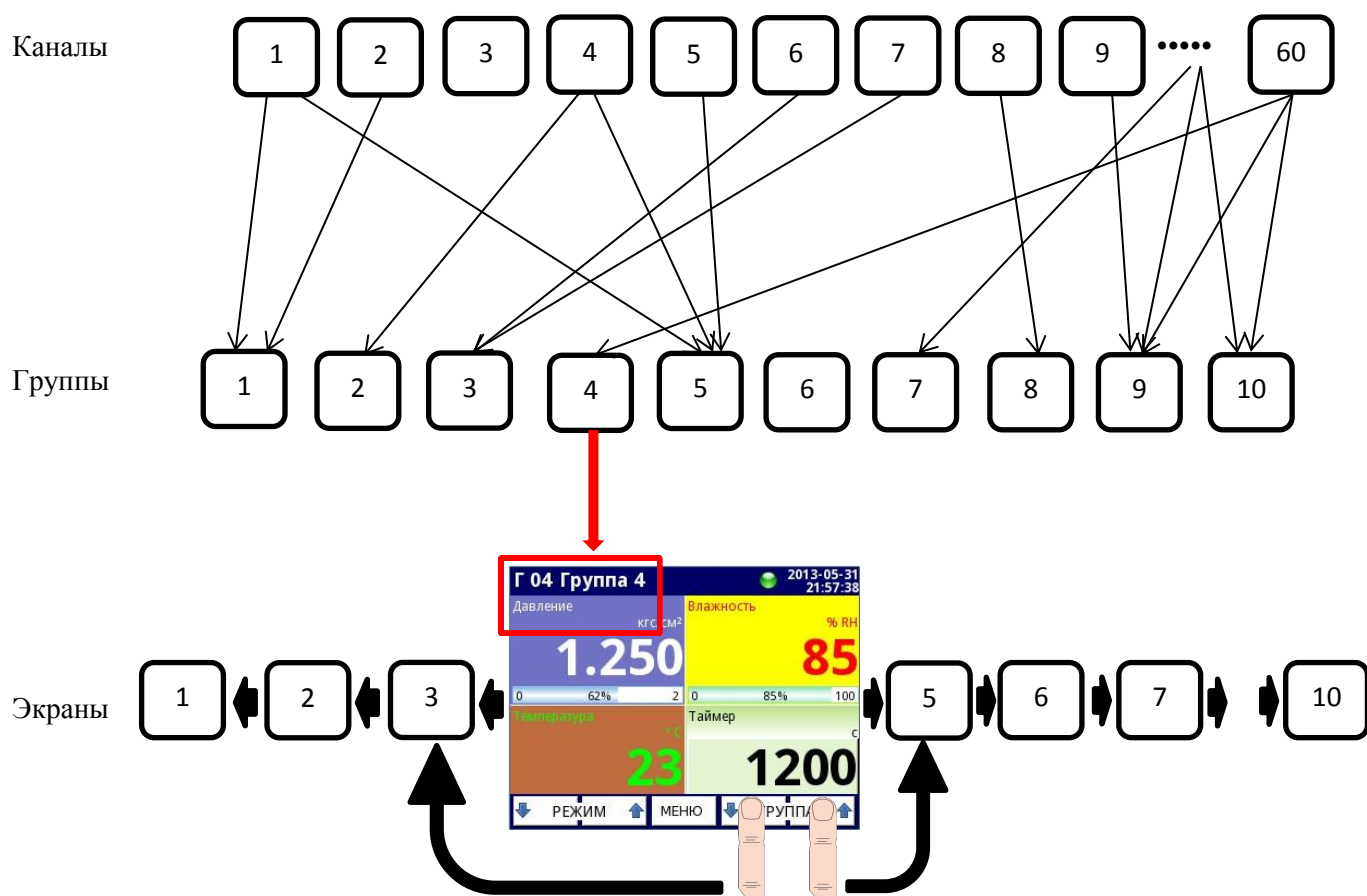 Каналы 1 2 3 4 5 6 7 8 9 ..... 60
Группы 1 2 3 4 5 6 7 8 9 10
Г 04 Группа 4 2013-05-31
21:57:38
Давление Влажность
кгс/см² % RH
1.250 85
0 62% 2 0 85% 100
Экраны 1 2 3 5 6 7 10
Температура Таймер
°C с
23 1200
РЕЖИМ МЕНЮ ГРУППА